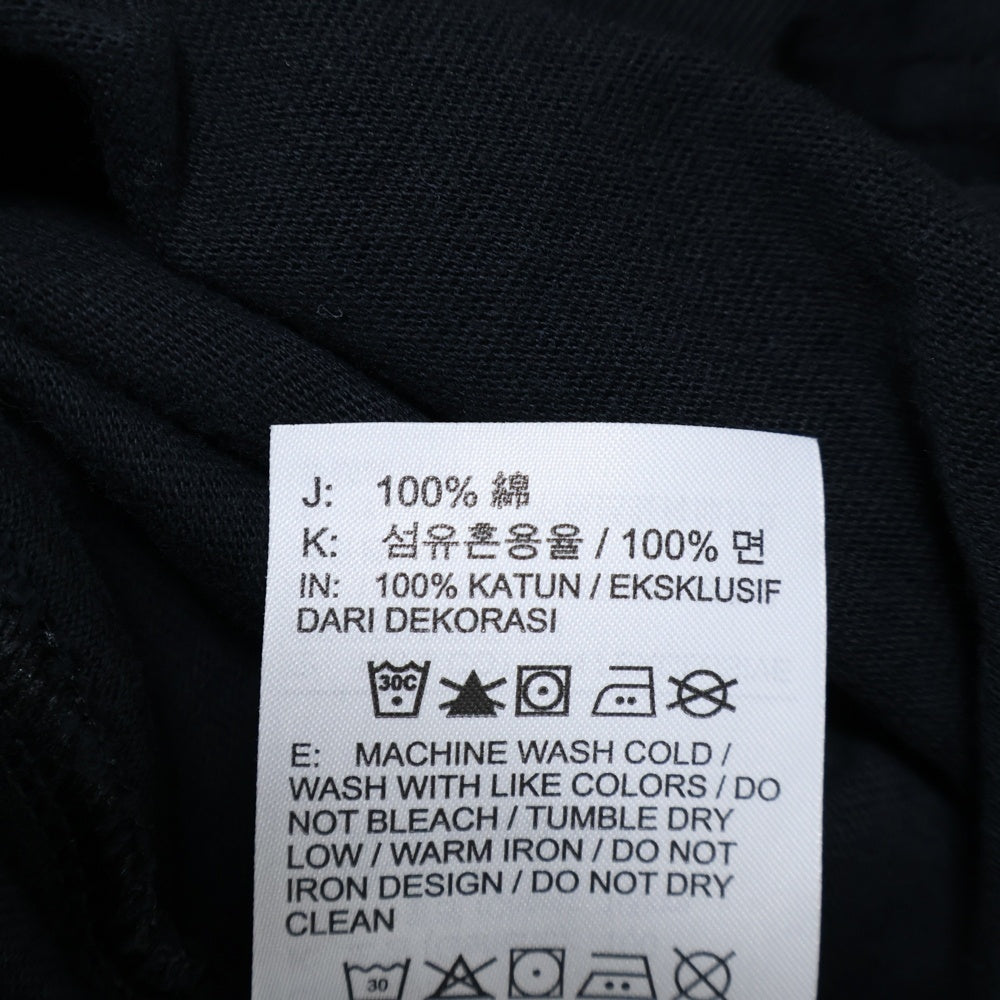 J: 100% 綿
K: 섬유혼용율 / 100% 면
IN: 100% KATUN / EKSKLUSIF
DARI DEKORASI
30C
E: MACHINE WASH COLD /
WASH WITH LIKE COLORS / DO
NOT BLEACH / TUMBLE DRY
LOW / WARM IRON / DO NOT
IRON DESIGN / DO NOT DRY
CLEAN
30